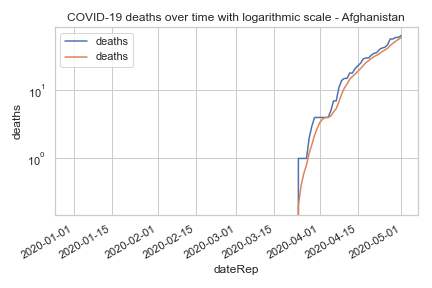 COVID-19 deaths over time with logarithmic scale - Afghanistan
deaths
deaths
deaths
10¹
10⁰
2020-01-01
2020-01-15
2020-02-01
2020-02-15
2020-03-01
2020-03-15
2020-04-01
2020-04-15
2020-05-01
dateRep